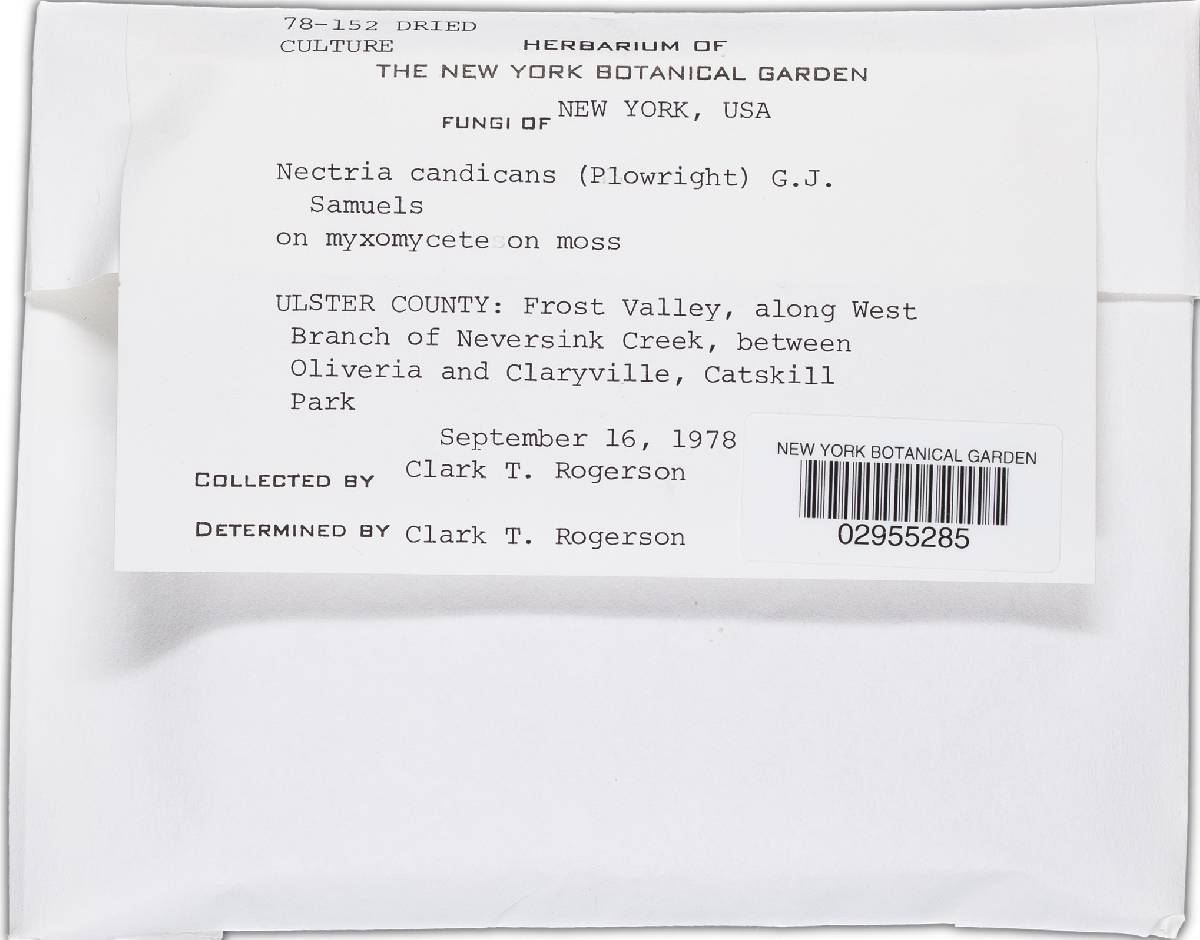 78-152 DRIED
CULTURE
HERBARIUM OF
THE NEW YORK BOTANICAL GARDEN
FUNGI OF NEW YORK, USA
Nectria candicans (Plowright) G.J.
Samuels
on myxomycete on moss
ULSTER COUNTY: Frost Valley, along West
Branch of Neversink Creek, between
Oliveria and Claryville, Catskill
Park
September 16, 1978
COLLECTED BY Clark T. Rogerson
DETERMINED BY Clark T. Rogerson
NEW YORK BOTANICAL GARDEN
02955285